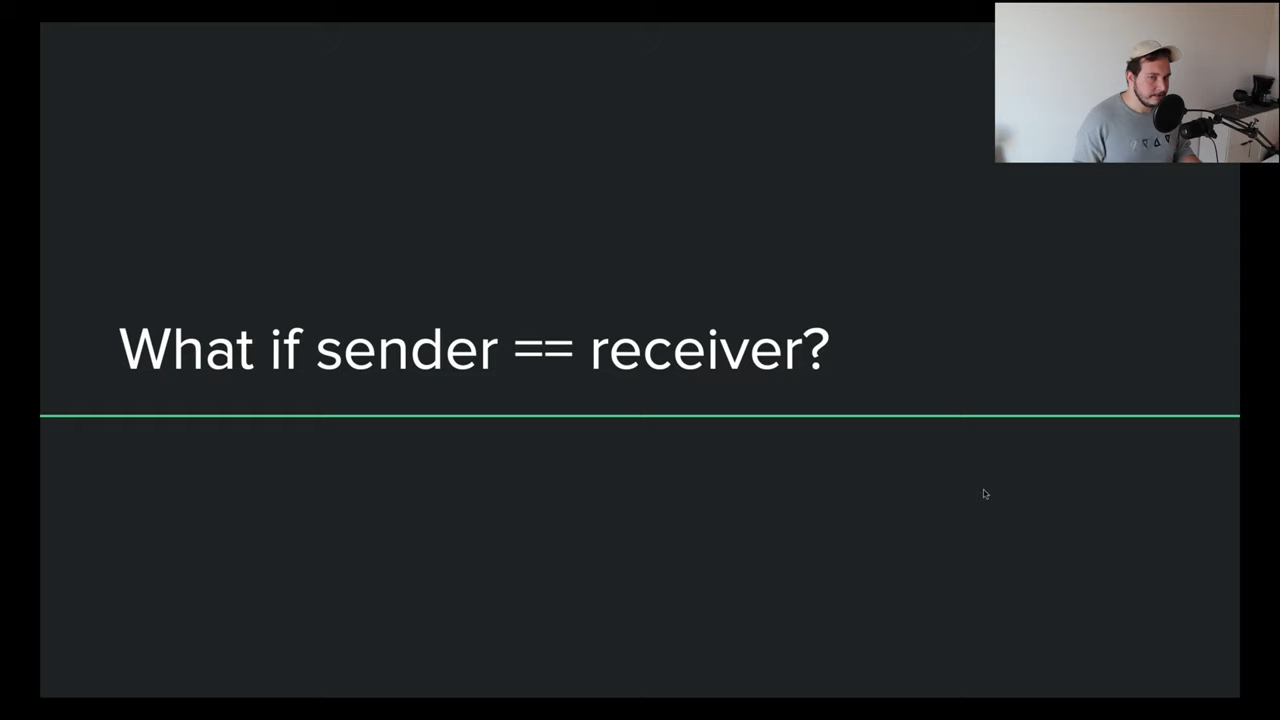 What if sender == receiver?